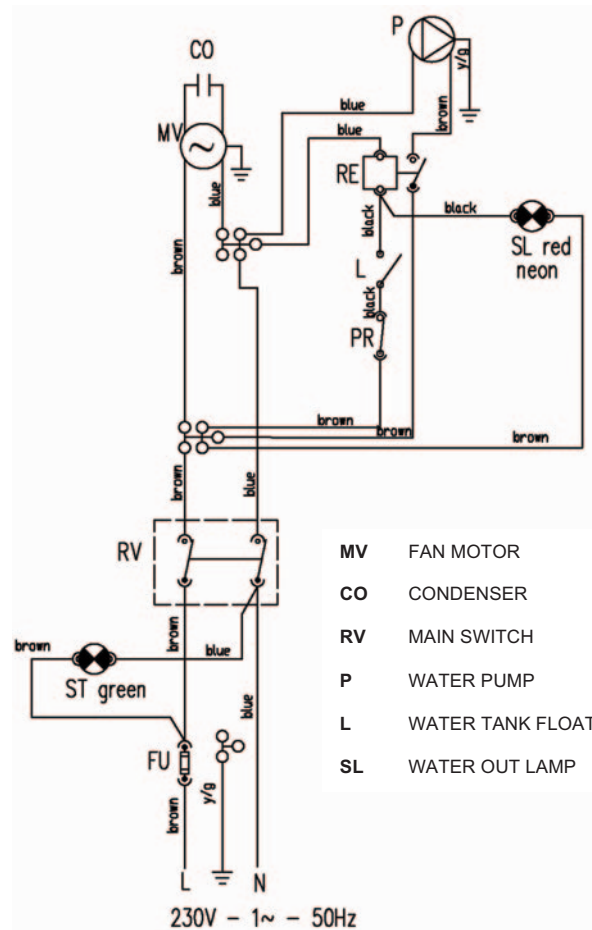 CO
P
y/g
blue
brown
MV
blue
RE
blue
black
black
SL red
neon
brown
L
black
PR
brown
brown
brown
blue
RV
MV FAN MOTOR
CO CONDENSER
RV MAIN SWITCH
P WATER PUMP
L WATER TANK FLOAT
SL WATER OUT LAMP
brown
brown
blue
ST green
blue
FU
y/g
brown
L N
230V - 1~ - 50Hz